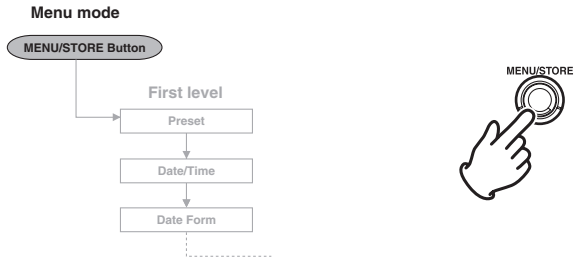 Menu mode
MENU/STORE Button
MENU/STORE
First level
Preset
Date/Time
Date Form